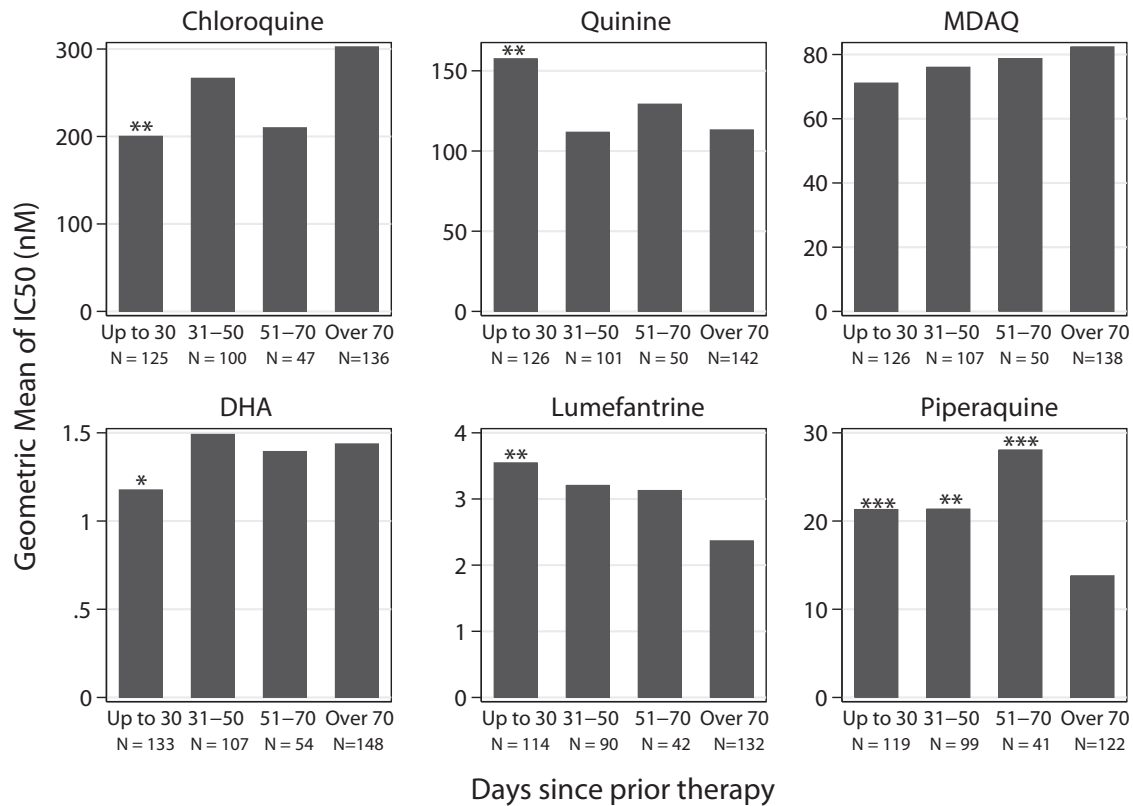 Chloroquine
300
200
100
0
**
Up to 30 31–50 51–70 Over 70
N = 125 N = 100 N = 47 N=136
Quinine
150
100
50
0
**
Up to 30 31–50 51–70 Over 70
N = 126 N = 101 N = 50 N=142
MDAQ
80
60
40
20
0
Up to 30 31–50 51–70 Over 70
N = 126 N = 107 N = 50 N=138
Geometric Mean of IC50 (nM)
DHA
1.5
1
.5
0
*
Up to 30 31–50 51–70 Over 70
N = 133 N = 107 N = 54 N=148
Lumefantrine
4
3
2
1
0
**
Up to 30 31–50 51–70 Over 70
N = 114 N = 90 N = 42 N=132
Piperaquine
30
20
10
0
*** ** ***
Up to 30 31–50 51–70 Over 70
N = 119 N = 99 N = 41 N=122
Days since prior therapy